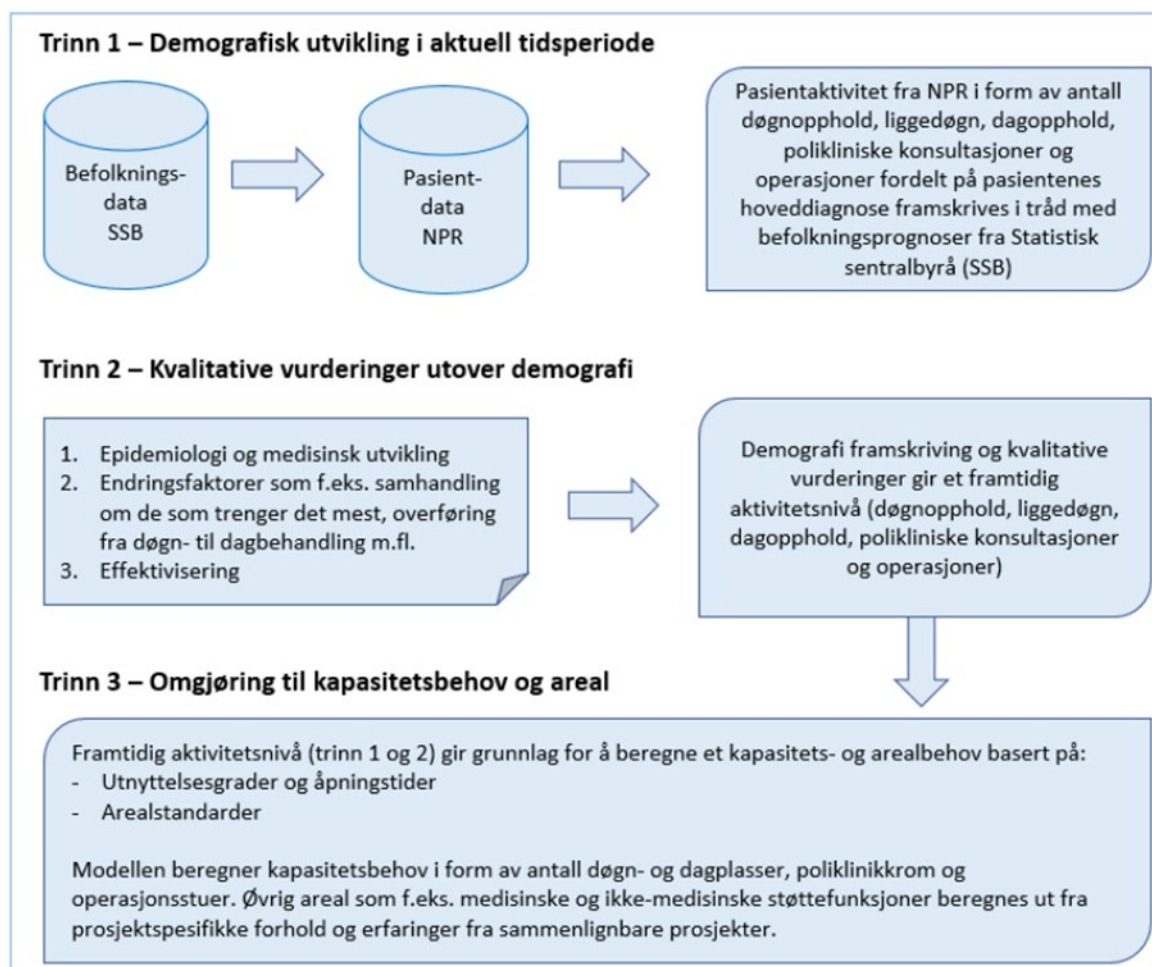 Trinn 1 – Demografisk utvikling i aktuell tidsperiode
Befolknings-
data
SSB
Pasient-
data
NPR
Pasientaktivitet fra NPR i form av antall
døgnopphold, liggedøgn, dagopphold,
polikliniske konsultasjoner og
operasjoner fordelt på pasientenes
hoveddiagnose framskrives i tråd med
befolkningsprognoser fra Statistisk
sentralbyrå (SSB)
Trinn 2 – Kvalitative vurderinger utover demografi
1. Epidemiologi og medisinsk utvikling
2. Endringsfaktorer som f.eks. samhandling
om de som trenger det mest, overføring
fra døgn- til dagbehandling m.fl.
3. Effektivisering
Demografi framskriving og kvalitative
vurderinger gir et framtidig
aktivitetsnivå (døgnopphold, liggedøgn,
dagopphold, polikliniske konsultasjoner
og operasjoner)
Trinn 3 – Omgjøring til kapasitetsbehov og areal
Framtidig aktivitetsnivå (trinn 1 og 2) gir grunnlag for å beregne et kapasitets- og arealbehov basert på:
- Utnyttelsesgrader og åpningstider
- Arealstandarder
Modellen beregner kapasitetsbehov i form av antall døgn- og dagplasser, poliklinikkrom og
operasjonsstuer. Øvrig areal som f.eks. medisinske og ikke-medisinske støttefunksjoner beregnes ut fra
prosjektspesifikke forhold og erfaringer fra sammenlignbare prosjekter.